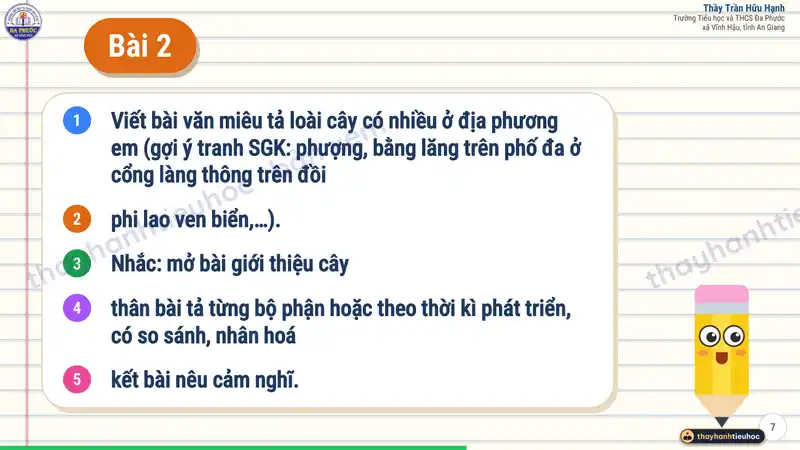 Thầy Trần Hữu Hạnh
Trường Tiểu học và THCS Đa Phước
xã Vĩnh Hậu, tỉnh An Giang
ĐA PHƯỚC
Bài 2
1 Viết bài văn miêu tả loài cây có nhiều ở địa phương
em (gợi ý tranh SGK: phượng, bằng lăng trên phố đa ở
cổng làng thông trên đồi
2 phi lao ven biển,…).
3 Nhắc: mở bài giới thiệu cây
4 thân bài tả từng bộ phận hoặc theo thời kì phát triển,
có so sánh, nhân hoá
5 kết bài nêu cảm nghĩ.
7
thayhanhtieuhoc